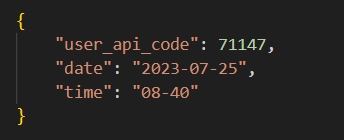 {
    "user_api_code": 71147,
    "date": "2023-07-25",
    "time": "08-40"
}